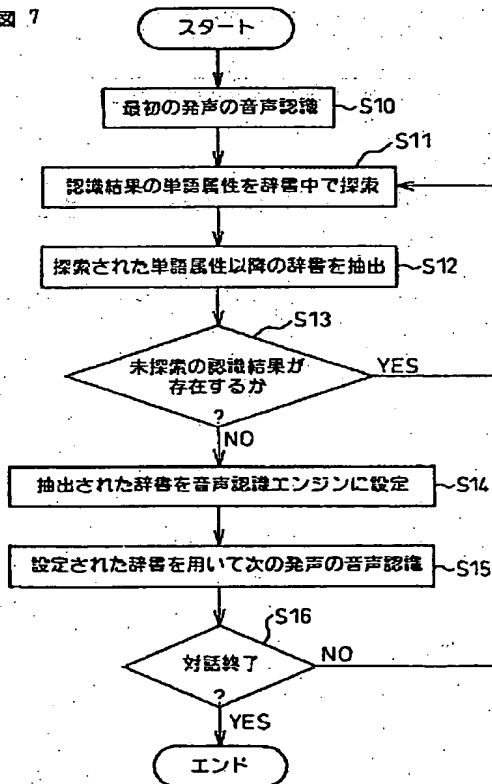 図 7
スタート
最初の発声の音声認識
S10
S11
認識結果の単語属性を辞書中で探索
探索された単語属性以降の辞書を抽出
S12
S13
未探索の認識結果が
存在するか
?
YES
NO
抽出された辞書を音声認識エンジンに設定
S14
設定された辞書を用いて次の発声の音声認識
S15
S16
対話終了
?
NO
YES
エンド